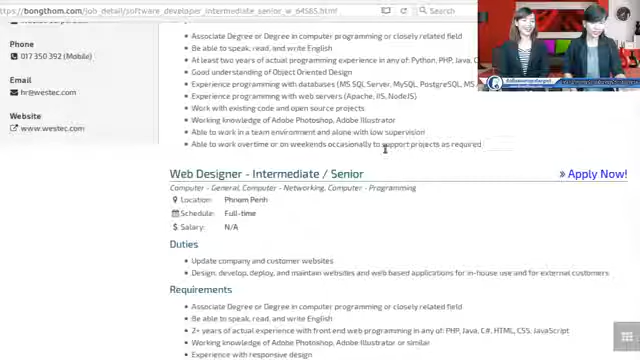 https://bongthom.com/job_detail/software_developer_intermediate_senior_w_64565.html
Search
Phone
017 350 392 (Mobile)
Email
hr@westec.com
Website
www.westec.com
Associate Degree or Degree in computer programming or closely related field
Be able to speak, read, and write English
At least two years of actual programming experience in any of: Python, PHP, Java,
Good understanding of Object Oriented Design
Experience programming with databases (MS SQL Server, MySQL, PostgreSQL, MS
Experience programming with web servers (Apache, IIS, NodeJS)
Work with existing code and open source projects
Working knowledge of Adobe Photoshop, Adobe Illustrator
Able to work in a team environment and alone with low supervision
Able to work overtime or on weekends occasionally to support projects as required
Web Designer - Intermediate / Senior
» Apply Now!
Computer - General, Computer - Networking, Computer - Programming
Location: Phnom Penh
Schedule: Full-time
$ Salary: N/A
Duties
Update company and customer websites
Design, develop, deploy, and maintain websites and web based applications for in-house use and for external customers
Requirements
Associate Degree or Degree in computer programming or closely related field
Be able to speak, read, and write English
2+ years of actual experience with front end web programming in any of: PHP, Java, C#, HTML, CSS, JavaScript
Working knowledge of Adobe Photoshop, Adobe Illustrator or similar
Experience with responsive design